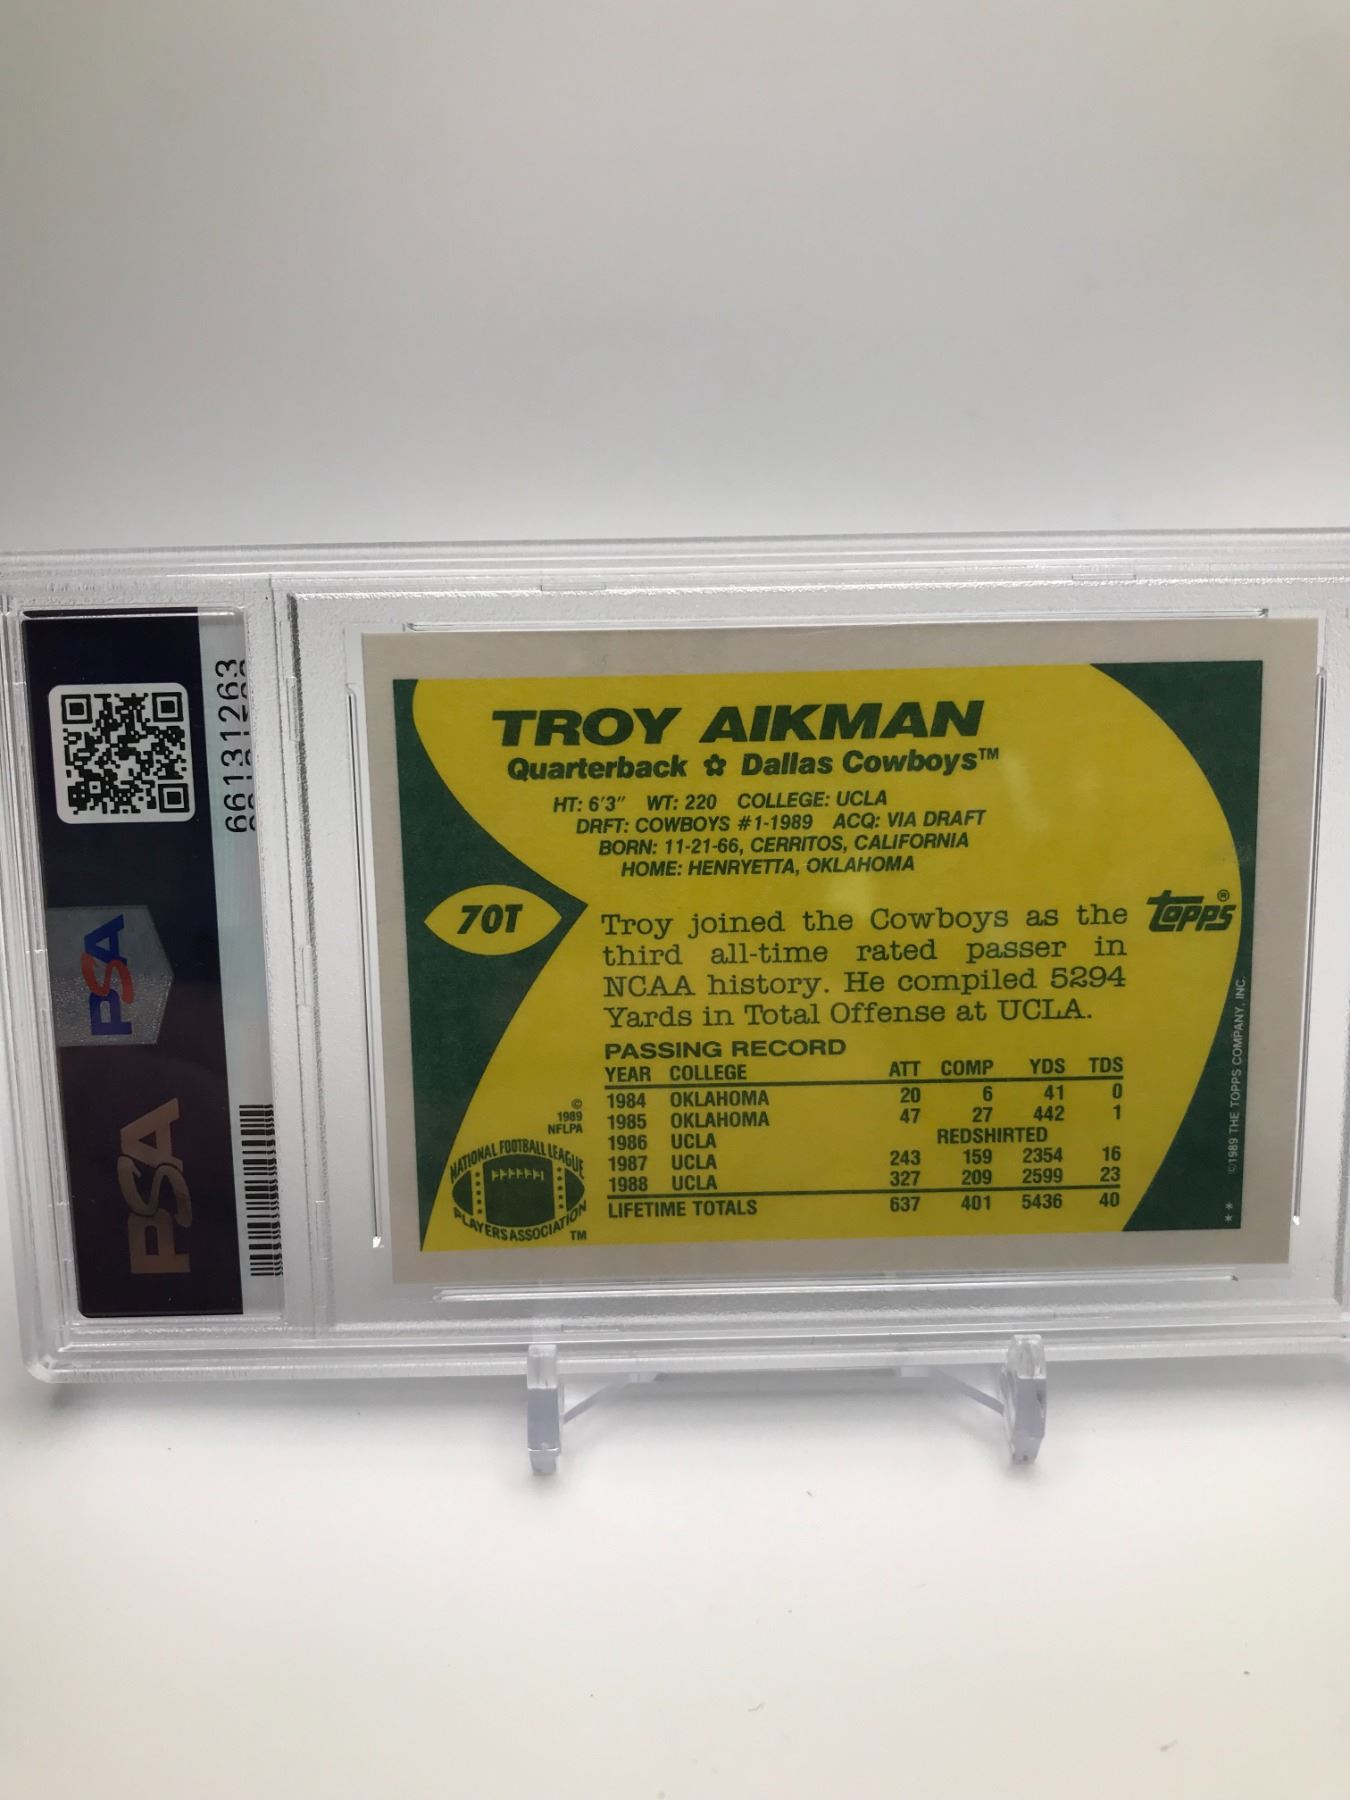 66131263
PSA
PSA
TROY AIKMAN
Quarterback ✿ Dallas Cowboys™
HT: 6'3" WT: 220 COLLEGE: UCLA
DRFT: COWBOYS #1-1989 ACQ: VIA DRAFT
BORN: 11-21-66, CERRITOS, CALIFORNIA
HOME: HENRYETTA, OKLAHOMA
70T
Troy joined the Cowboys as the
third all-time rated passer in
NCAA history. He compiled 5294
Yards in Total Offense at UCLA.
topps®
PASSING RECORD
YEAR COLLEGE ATT COMP YDS TDS
1984 OKLAHOMA 20 6 41 0
1985 OKLAHOMA 47 27 442 1
1986 UCLA REDSHIRTED
1987 UCLA 243 159 2354 16
1988 UCLA 327 209 2599 23
LIFETIME TOTALS 637 401 5436 40
©
1989
NFLPA
NATIONAL FOOTBALL LEAGUE
PLAYERS ASSOCIATION
TM
©1989 THE TOPPS COMPANY, INC.
**